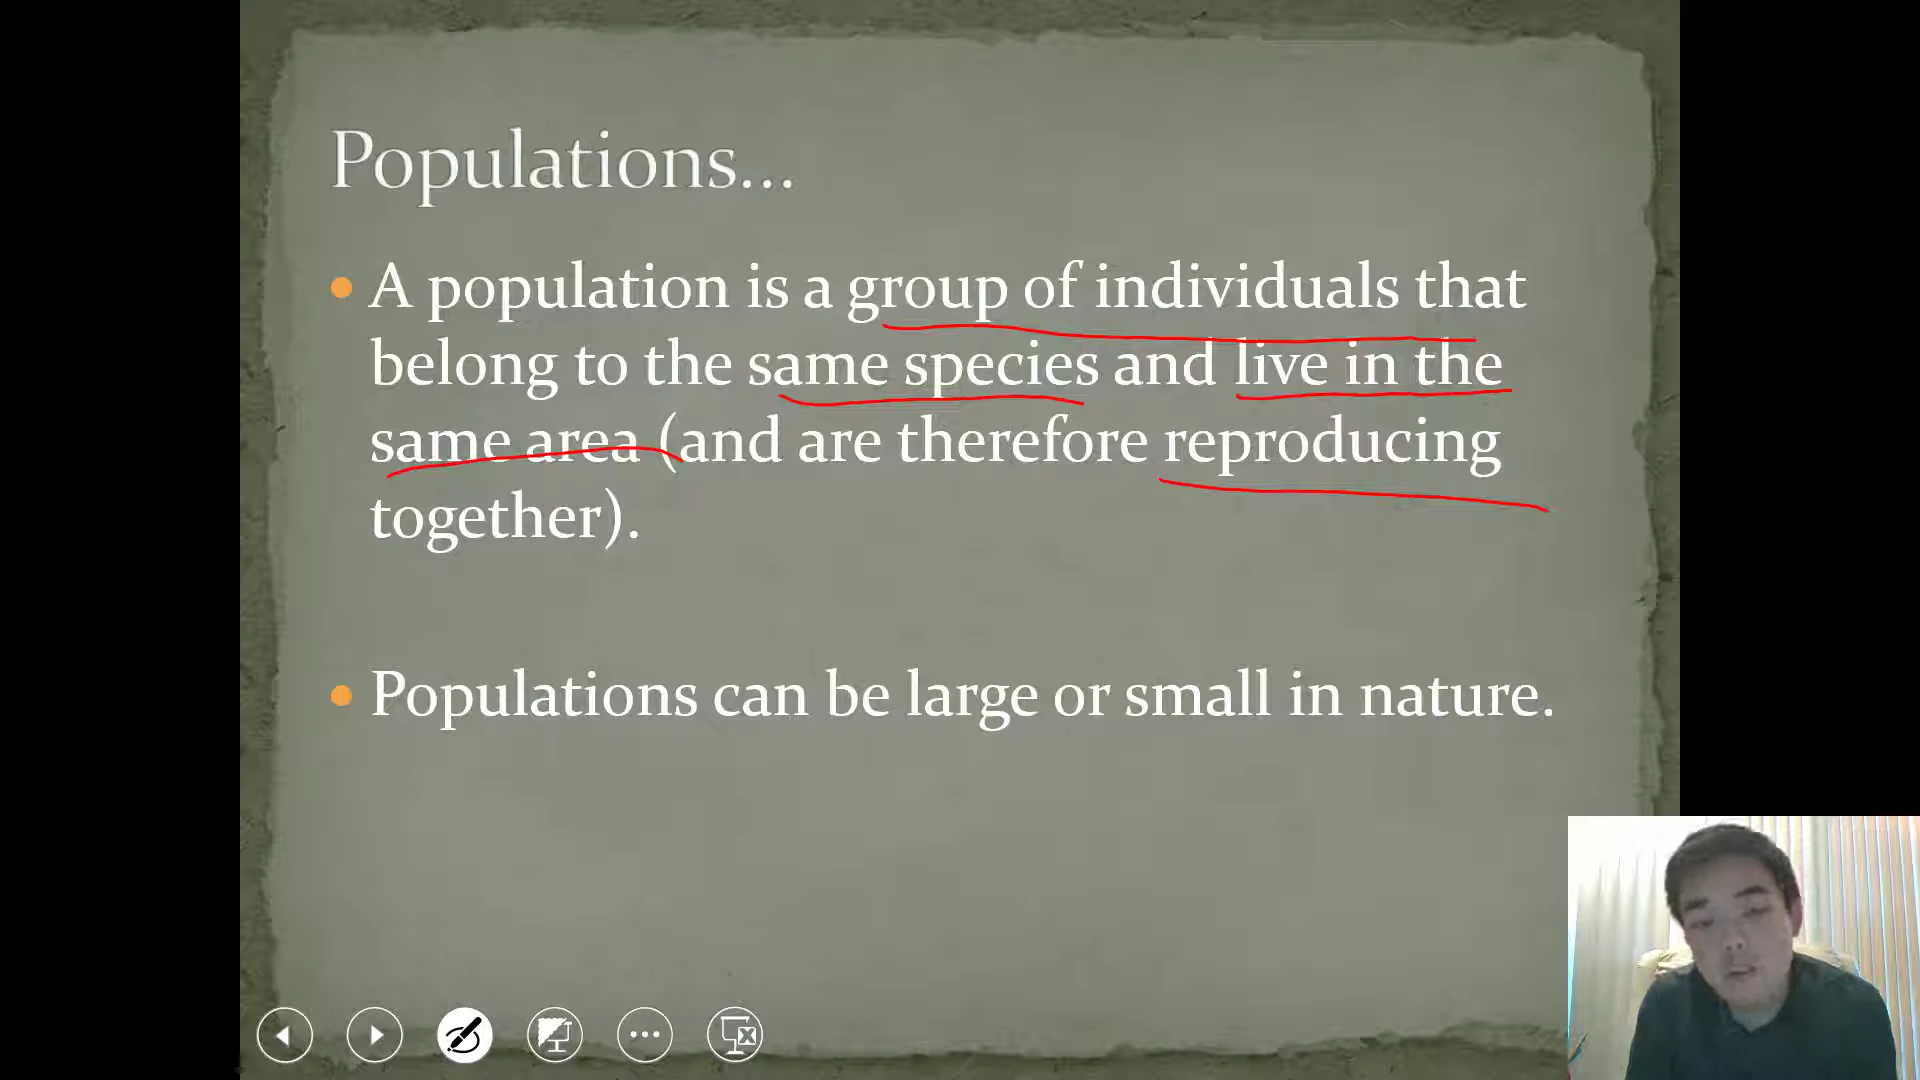 Populations...
A population is a group of individuals that
belong to the same species and live in the
same area (and are therefore reproducing
together).
Populations can be large or small in nature.